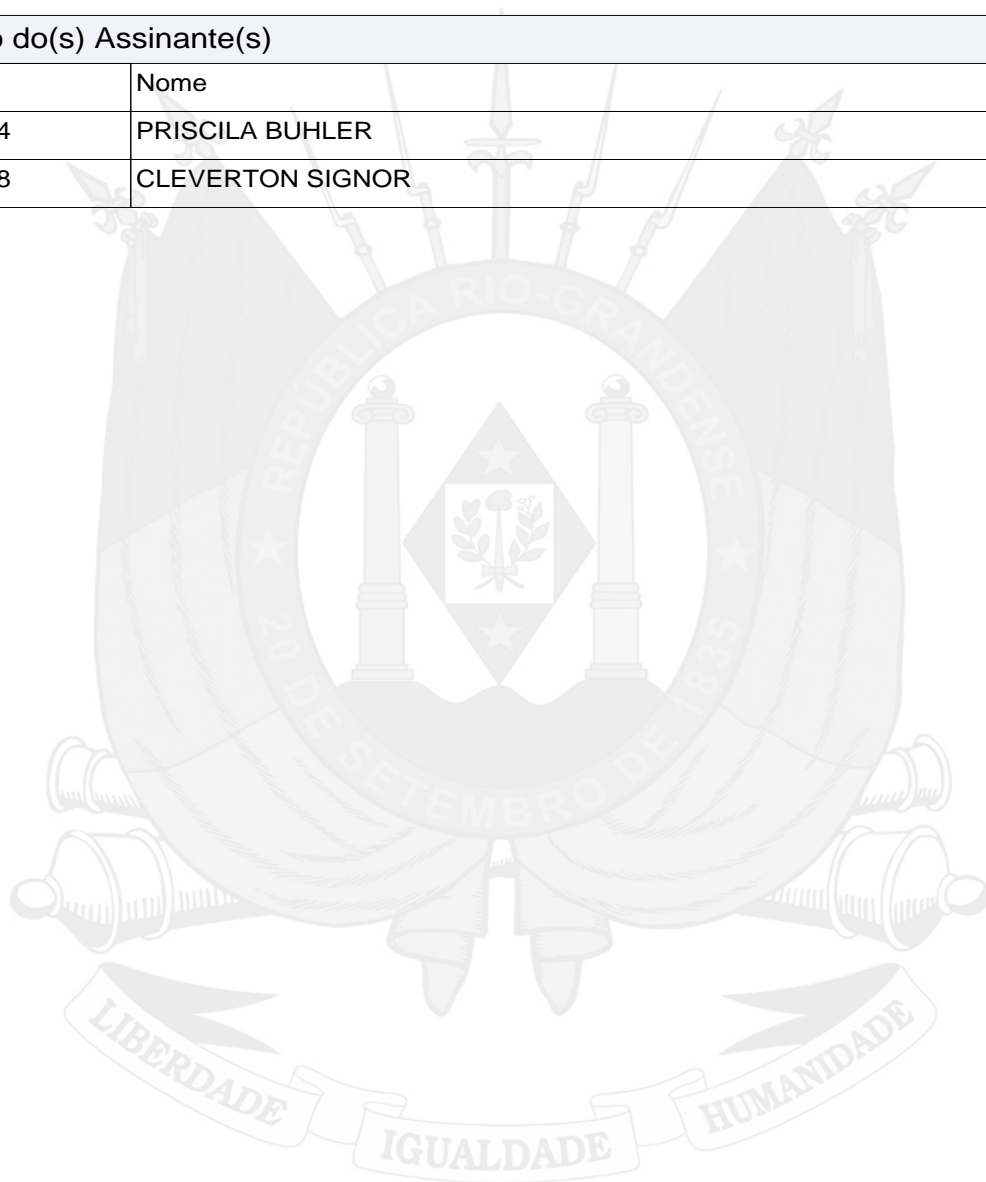 o do(s) Assinante(s)
Nome
4 PRISCILA BUHLER
8 CLEVERTON SIGNOR
REPÚBLICA RIO-GRANDENSE
20 DE SETEMBRO DE 1835
LIBERDADE IGUALDADE HUMANIDADE